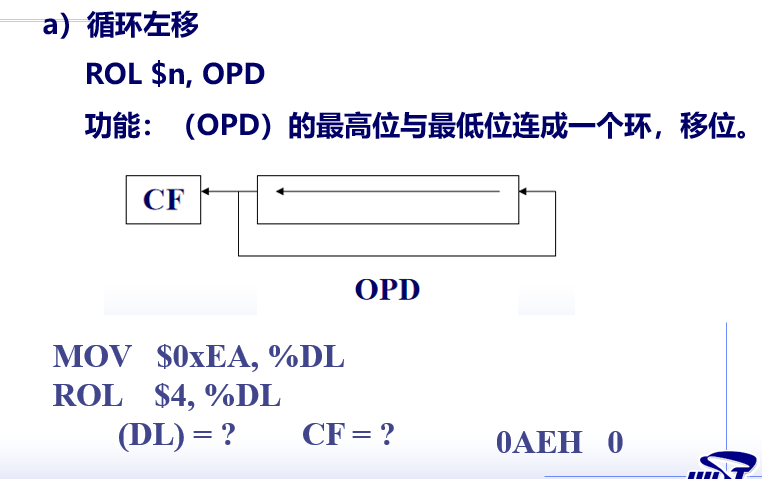 a）循环左移
ROL $n, OPD
功能：（OPD）的最高位与最低位连成一个环，移位。
CF
OPD
MOV $0xEA, %DL
ROL $4, %DL
(DL) = ? CF = ? 0AEH 0